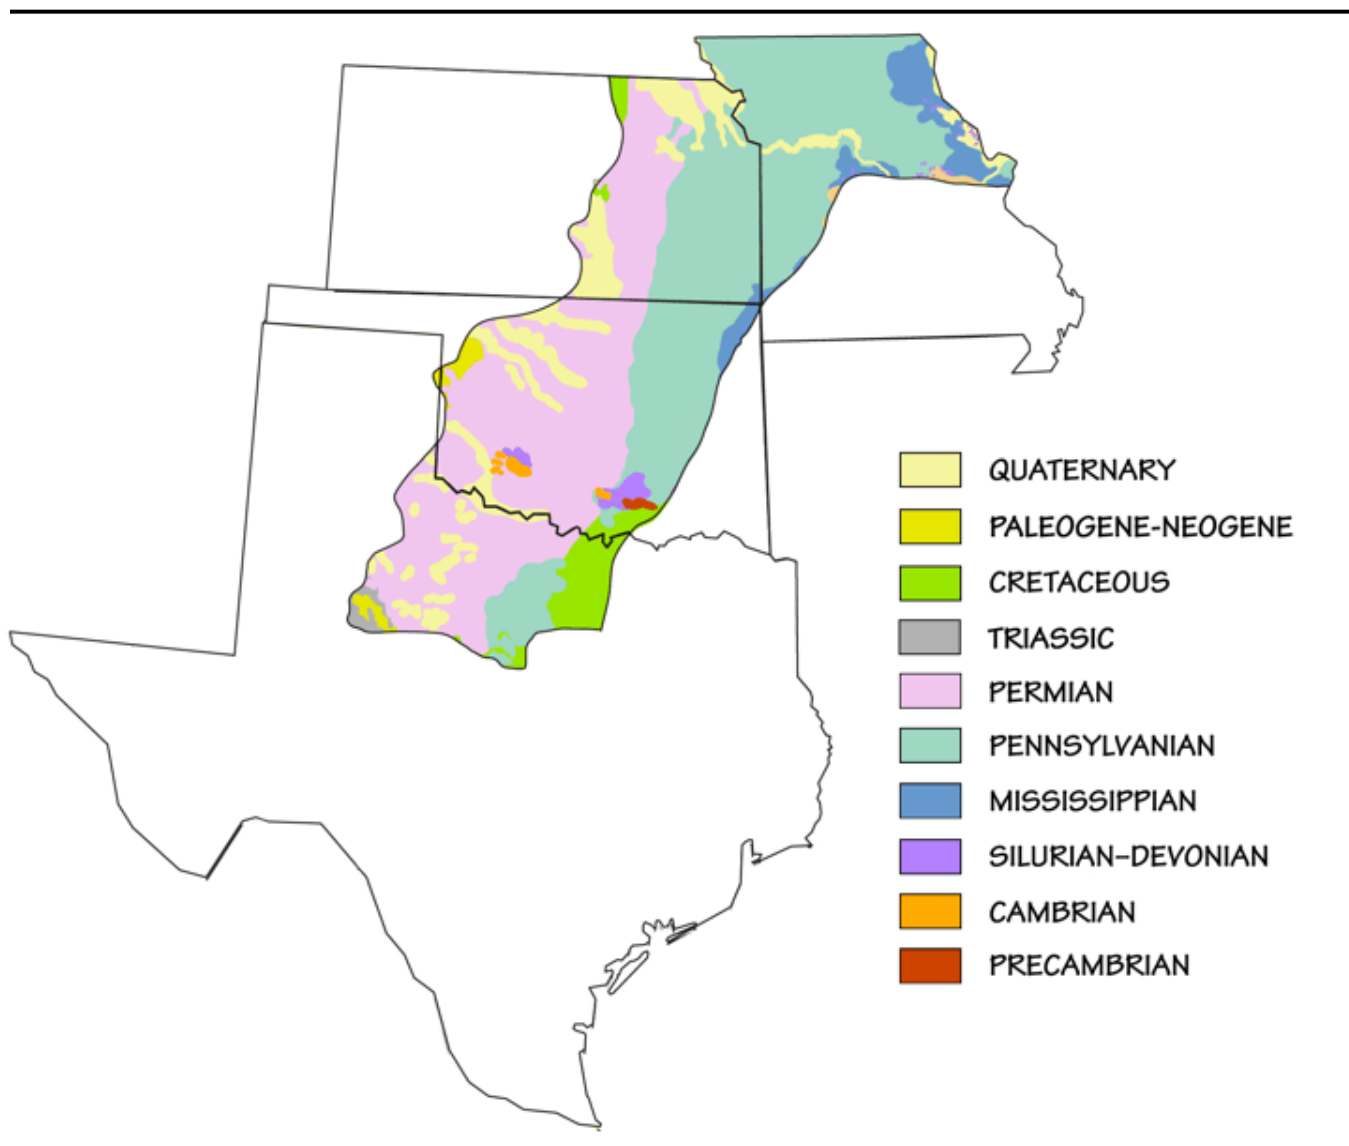 QUATERNARY
PALEOGENE-NEOGENE
CRETACEOUS
TRIASSIC
PERMIAN
PENNSYLVANIAN
MISSISSIPPIAN
SILURIAN–DEVONIAN
CAMBRIAN
PRECAMBRIAN